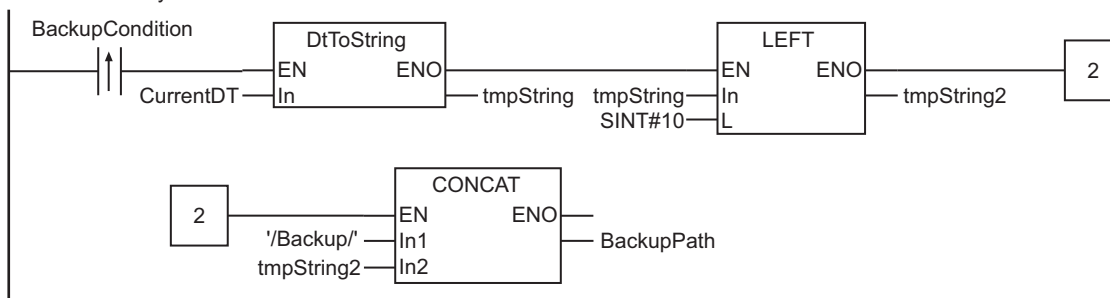 BackupCondition
DtToString
LEFT
EN ENO EN ENO 2
CurrentDT In tmpString tmpString In tmpString2
SINT#10 L
CONCAT
2 EN ENO
'/Backup/' In1 BackupPath
tmpString2 In2